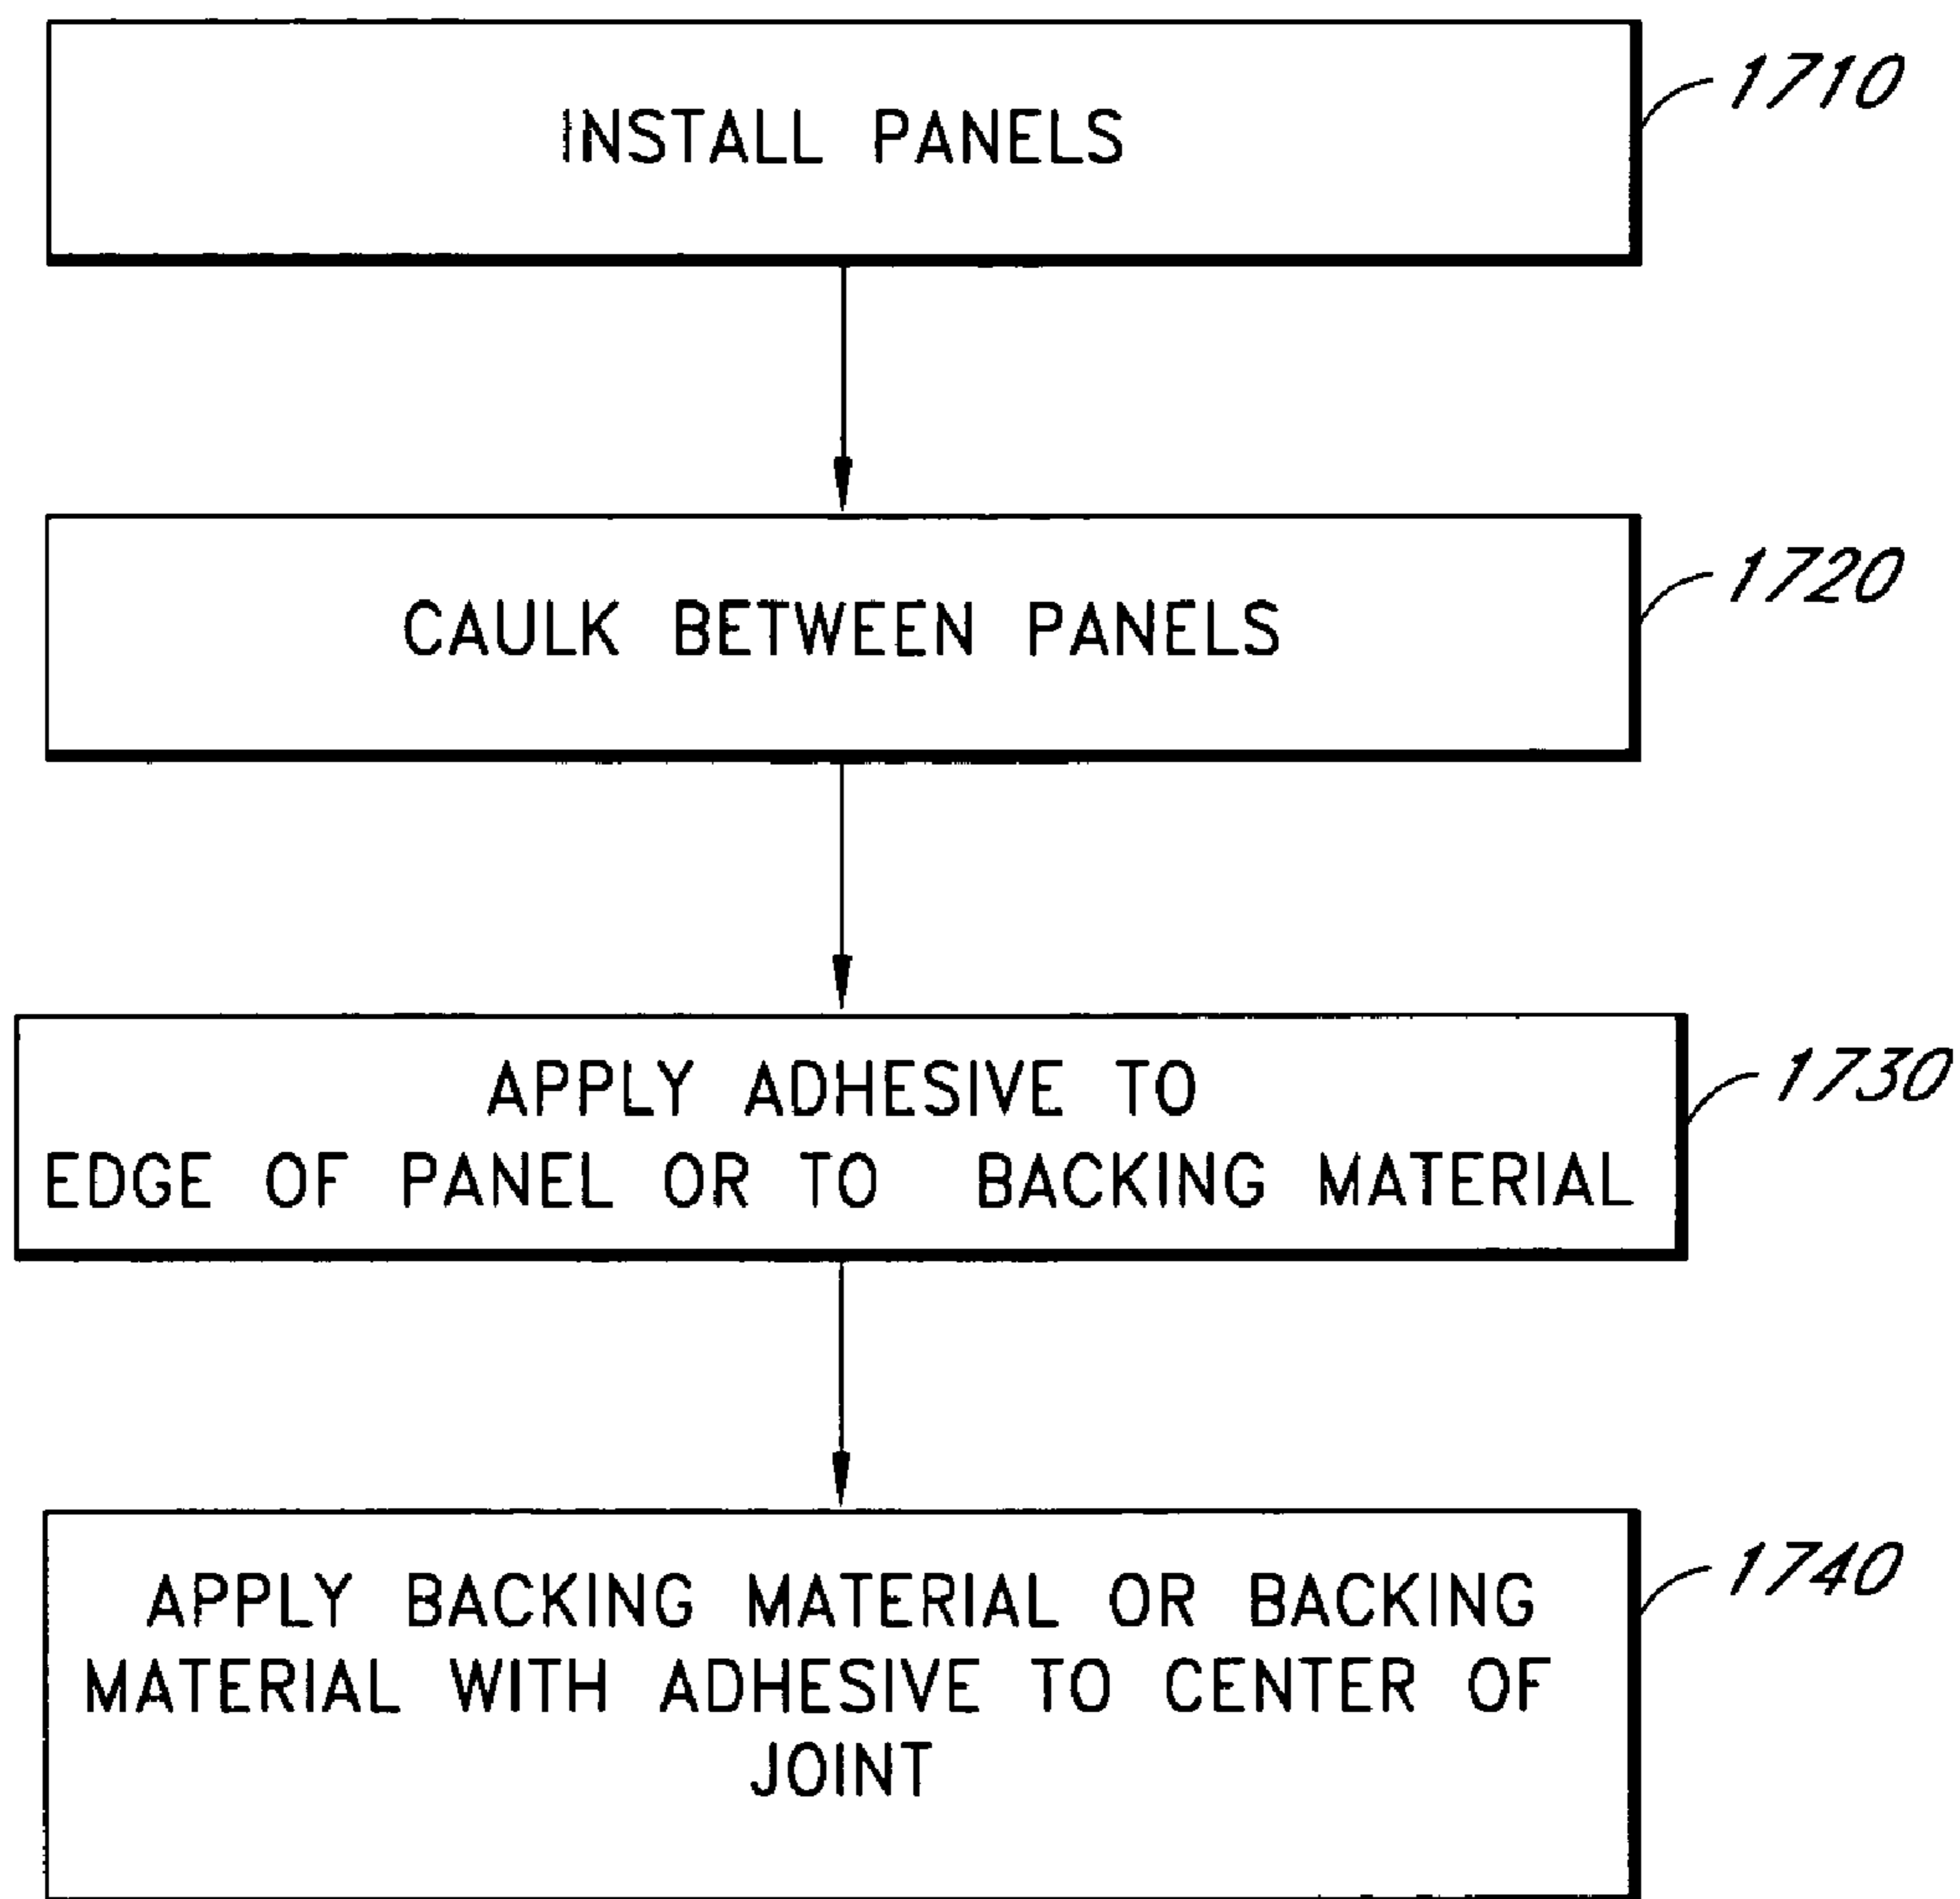 INSTALL PANELS
1710
CAULK BETWEEN PANELS
1720
APPLY ADHESIVE TO
EDGE OF PANEL OR TO BACKING MATERIAL
1730
APPLY BACKING MATERIAL OR BACKING
MATERIAL WITH ADHESIVE TO CENTER OF
JOINT
1740